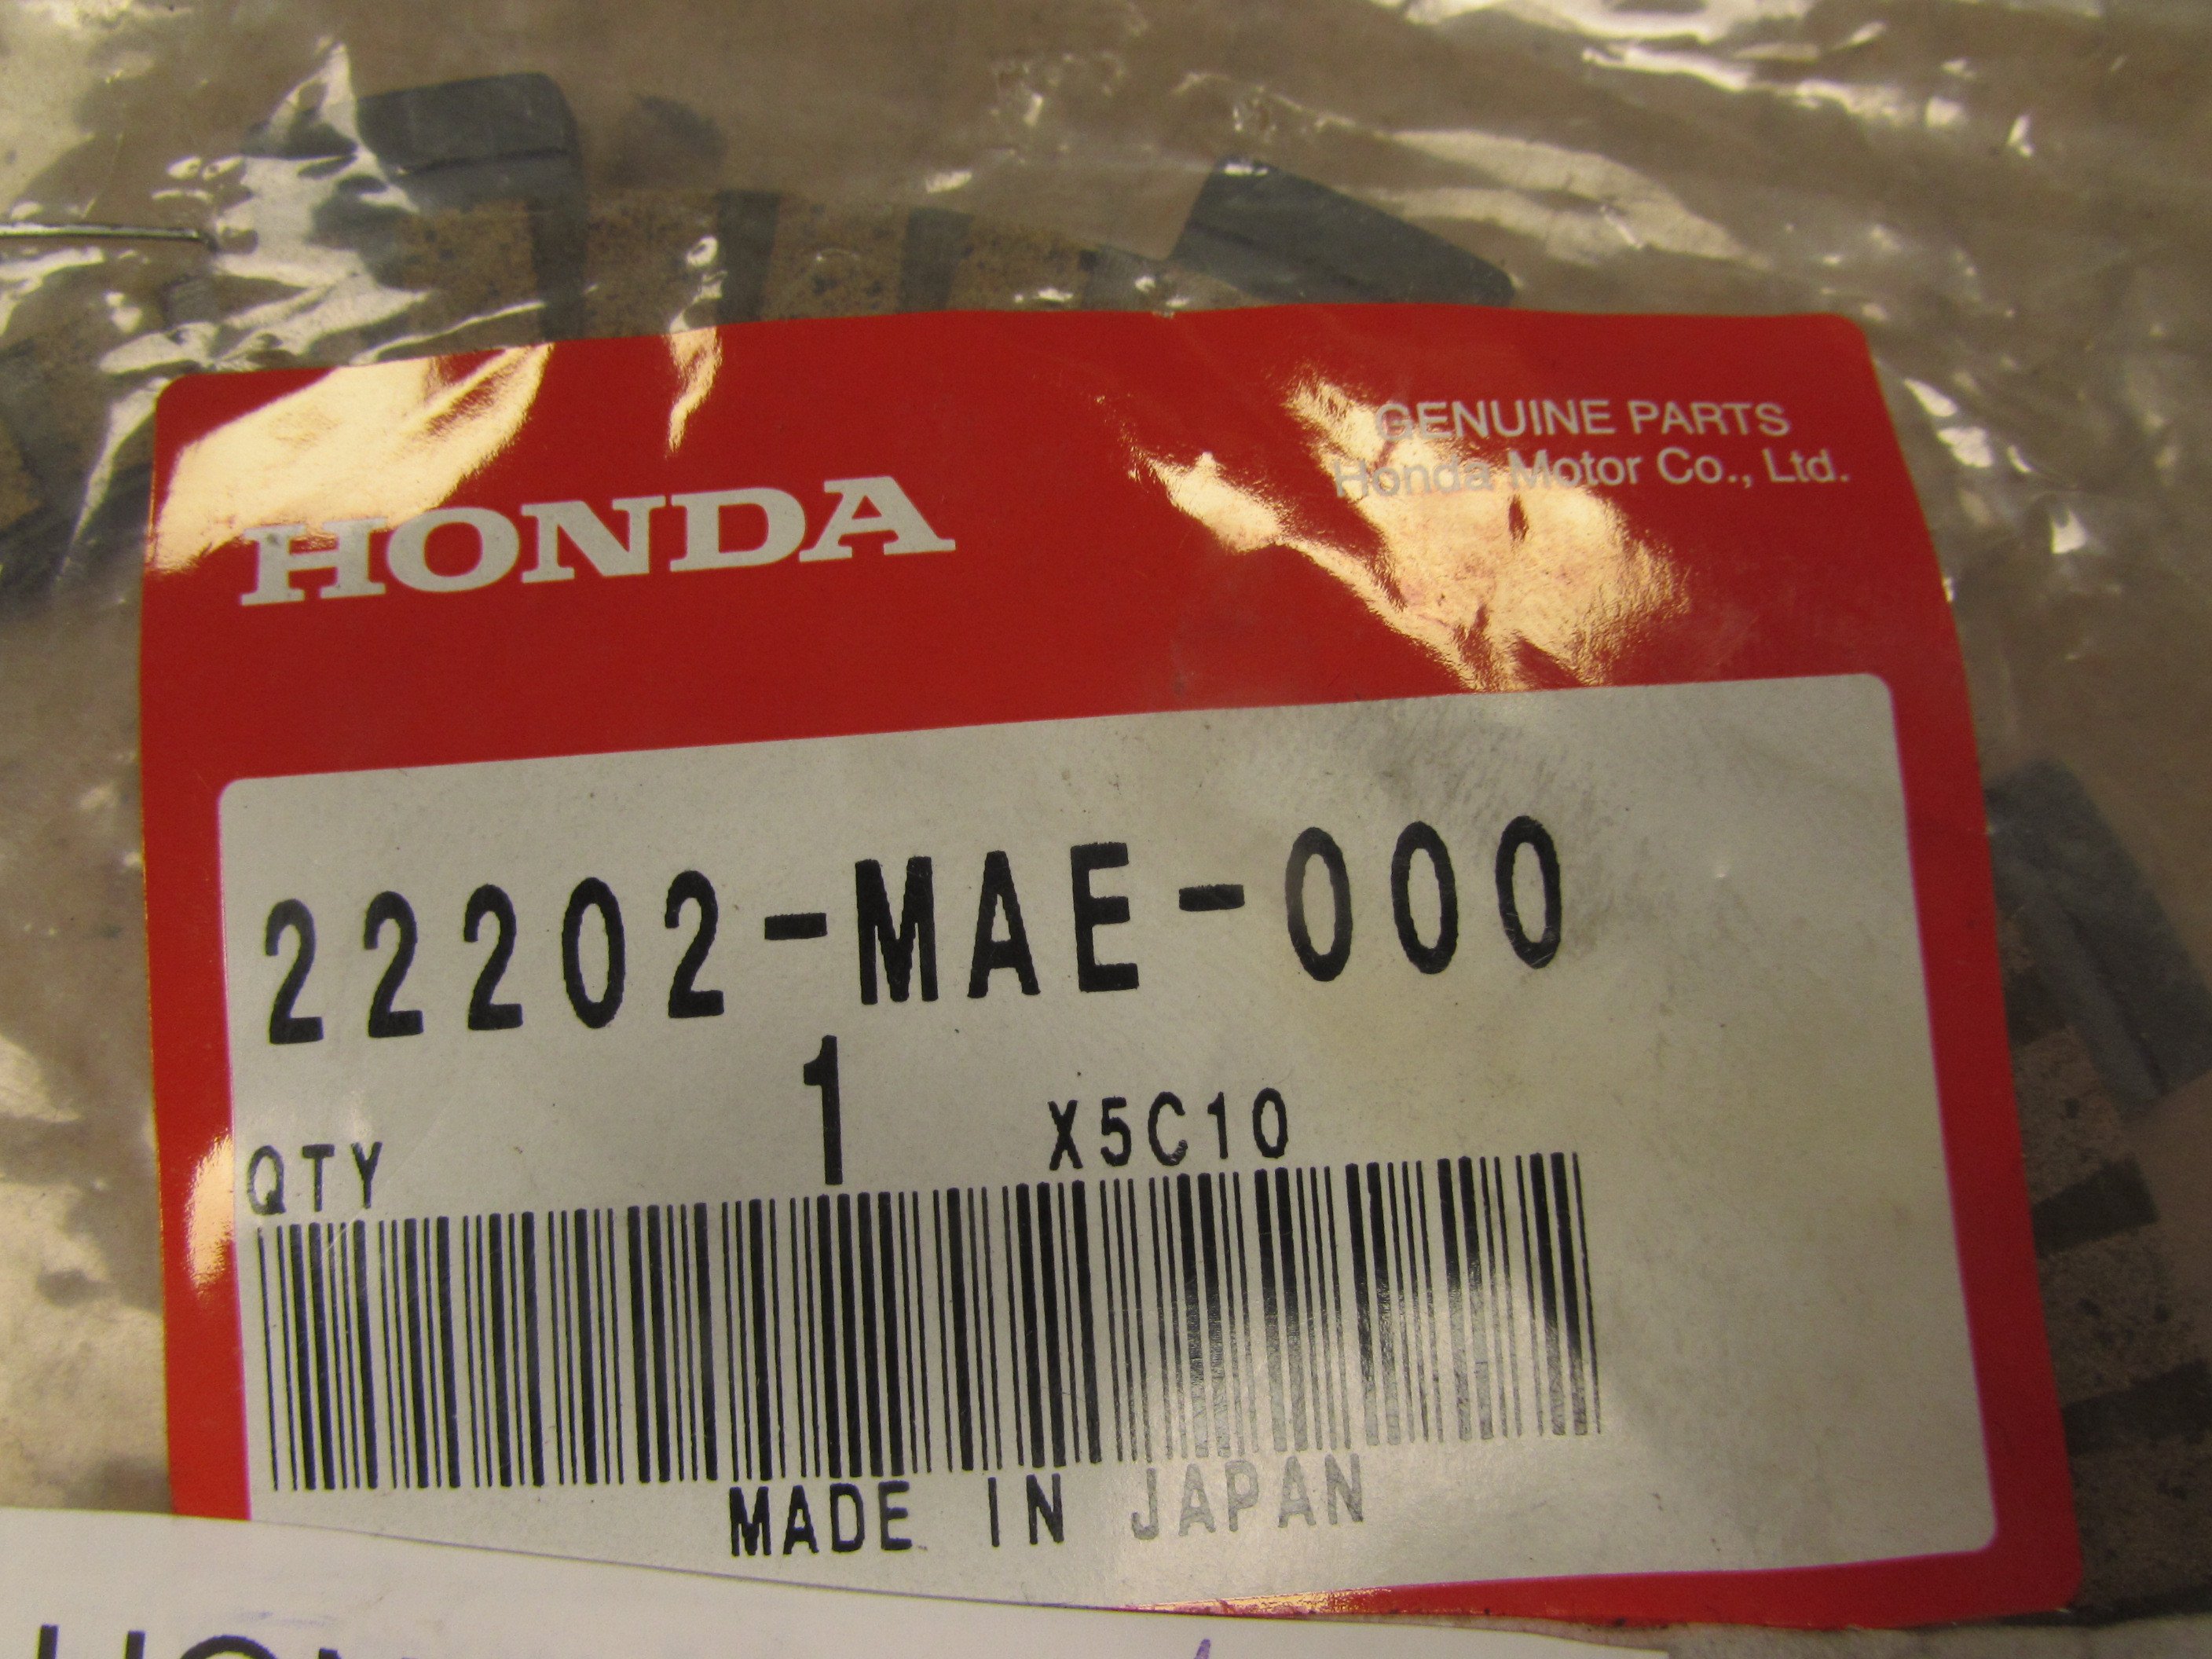 HONDA
GENUINE PARTS
Honda Motor Co., Ltd.
22202-MAE-000
QTY 1 X5C10
MADE IN JAPAN